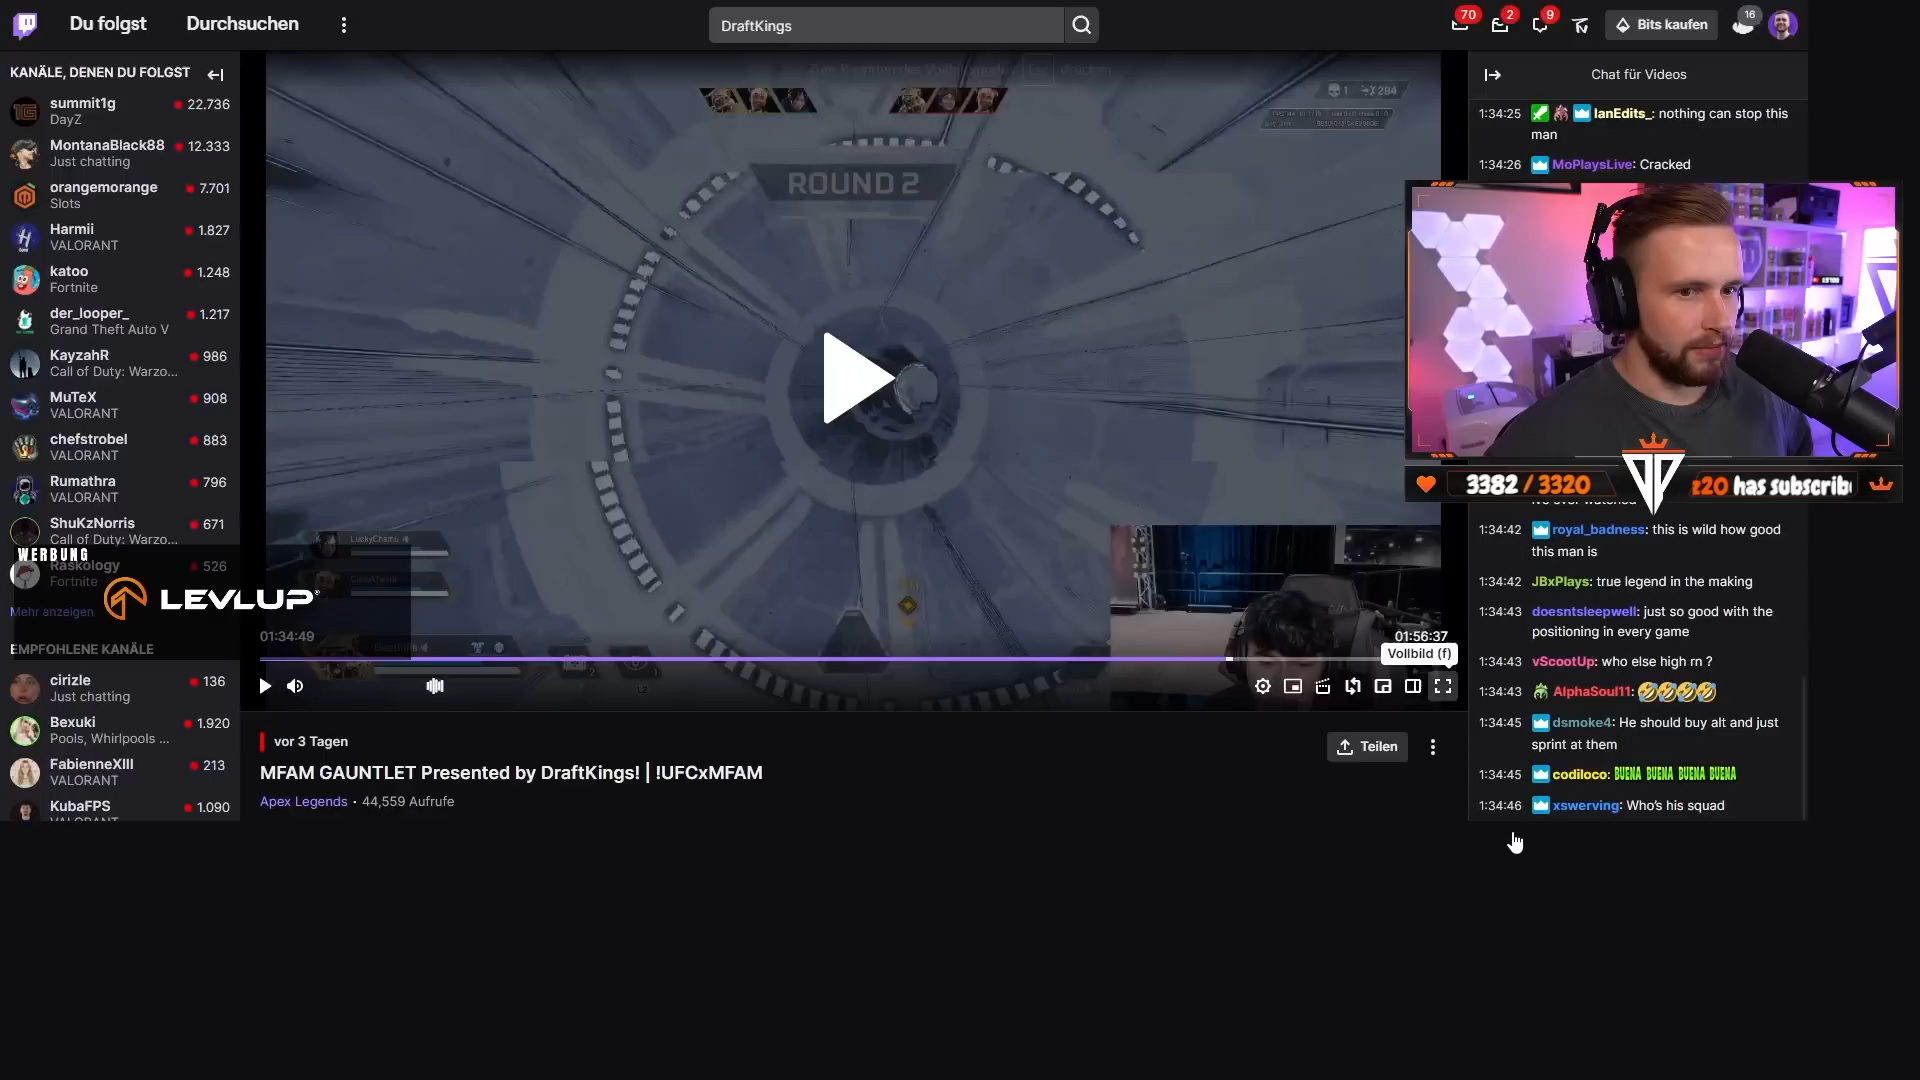 Du folgst
Durchsuchen
DraftKings
70
2
9
Bits kaufen
16
KANÄLE, DENEN DU FOLGST
summit1g
22.736
DayZ
MontanaBlack88
12.333
Just chatting
orangemorange
7.701
Slots
Harmii
1.827
VALORANT
katoo
1.248
Fortnite
der_looper_
1.217
Grand Theft Auto V
KayzahR
986
Call of Duty: Warzo...
MuTeX
908
VALORANT
chefstrobel
883
VALORANT
Rumathra
796
VALORANT
ShuKzNorris
671
Call of Duty: Warzo...
WERBUNG
Raskology
526
Fortnite
LEVLUP
Mehr anzeigen
EMPFOHLENE KANÄLE
cirizle
136
Just chatting
Bexuki
1.920
Pools, Whirlpools ...
FabienneXIII
213
VALORANT
KubaFPS
1.090
VALORANT
1
284
ROUND 2
LuckyChamu
01:34:49
01:56:37
Vollbild (f)
vor 3 Tagen
Teilen
MFAM GAUNTLET Presented by DraftKings! | !UFCxMFAM
Apex Legends • 44,559 Aufrufe
Chat für Videos
1:34:25 IanEdits_: nothing can stop this
man
1:34:26 MoPlaysLive: Cracked
3382 / 3320
z20 has subscribe
1:34:42 royal_badness: this is wild how good
this man is
1:34:42 JBxPlays: true legend in the making
1:34:43 doesntsleepwell: just so good with the
positioning in every game
1:34:43 vScootUp: who else high rn ?
1:34:43 AlphaSoul11: 🤣🤣🤣🤣
1:34:45 dsmoke4: He should buy alt and just
sprint at them
1:34:45 codiloco: BUENA BUENA BUENA BUENA
1:34:46 xswerving: Who's his squad